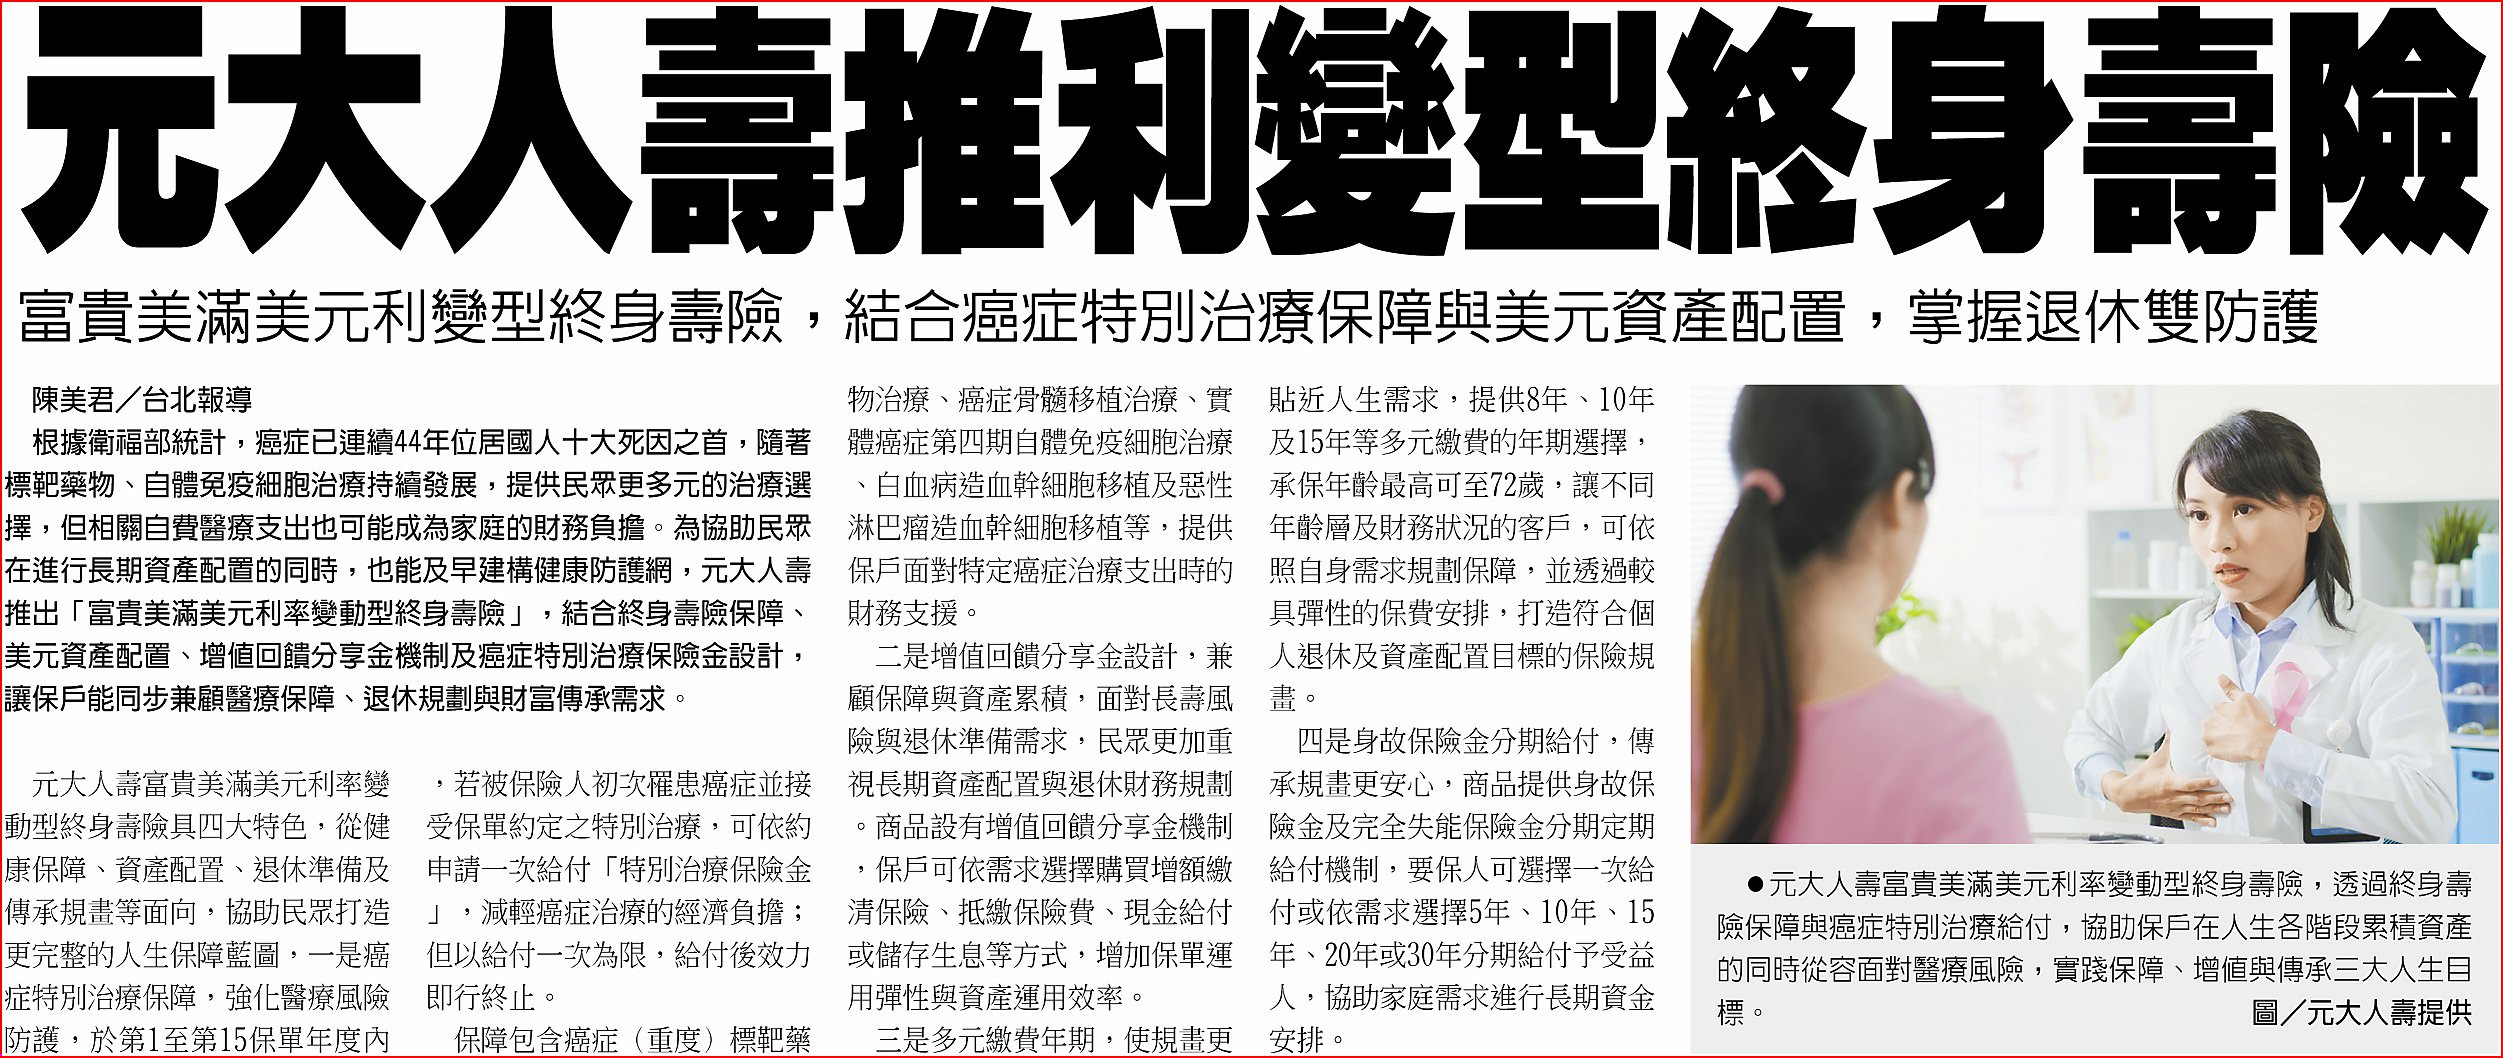 元大人壽推利變型終身壽險
富貴美滿美元利變型終身壽險，結合癌症特別治療保障與美元資產配置，掌握退休雙防護
陳美君／台北報導
根據衛福部統計，癌症已連續44年位居國人十大死因之首，隨著
標靶藥物、自體免疫細胞治療持續發展，提供民眾更多元的治療選
擇，但相關自費醫療支出也可能成為家庭的財務負擔。為協助民眾
在進行長期資產配置的同時，也能及早建構健康防護網，元大人壽
推出「富貴美滿美元利率變動型終身壽險」，結合終身壽險保障、
美元資產配置、增值回饋分享金機制及癌症特別治療保險金設計，
讓保戶能同步兼顧醫療保障、退休規劃與財富傳承需求。
元大人壽富貴美滿美元利率變
動型終身壽險具四大特色，從健
康保障、資產配置、退休準備及
傳承規畫等面向，協助民眾打造
更完整的人生保障藍圖，一是癌
症特別治療保障，強化醫療風險
防護，於第1至第15保單年度內
，若被保險人初次罹患癌症並接
受保單約定之特別治療，可依約
申請一次給付「特別治療保險金
」，減輕癌症治療的經濟負擔；
但以給付一次為限，給付後效力
即行終止。
保障包含癌症（重度）標靶藥
物治療、癌症骨髓移植治療、實
體癌症第四期自體免疫細胞治療
、白血病造血幹細胞移植及惡性
淋巴瘤造血幹細胞移植等，提供
保戶面對特定癌症治療支出時的
財務支援。
二是增值回饋分享金設計，兼
顧保障與資產累積，面對長壽風
險與退休準備需求，民眾更加重
視長期資產配置與退休財務規劃
。商品設有增值回饋分享金機制
，保戶可依需求選擇購買增額繳
清保險、抵繳保險費、現金給付
或儲存生息等方式，增加保單運
用彈性與資產運用效率。
三是多元繳費年期，使規畫更
貼近人生需求，提供8年、10年
及15年等多元繳費的年期選擇，
承保年齡最高可至72歲，讓不同
年齡層及財務狀況的客戶，可依
照自身需求規劃保障，並透過較
具彈性的保費安排，打造符合個
人退休及資產配置目標的保險規
畫。
四是身故保險金分期給付，傳
承規畫更安心，商品提供身故保
險金及完全失能保險金分期定期
給付機制，要保人可選擇一次給
付或依需求選擇5年、10年、15
年、20年或30年分期給付予受益
人，協助家庭需求進行長期資金
安排。
●元大人壽富貴美滿美元利率變動型終身壽險，透過終身壽
險保障與癌症特別治療給付，協助保戶在人生各階段累積資產
的同時從容面對醫療風險，實踐保障、增值與傳承三大人生目
標。 圖／元大人壽提供